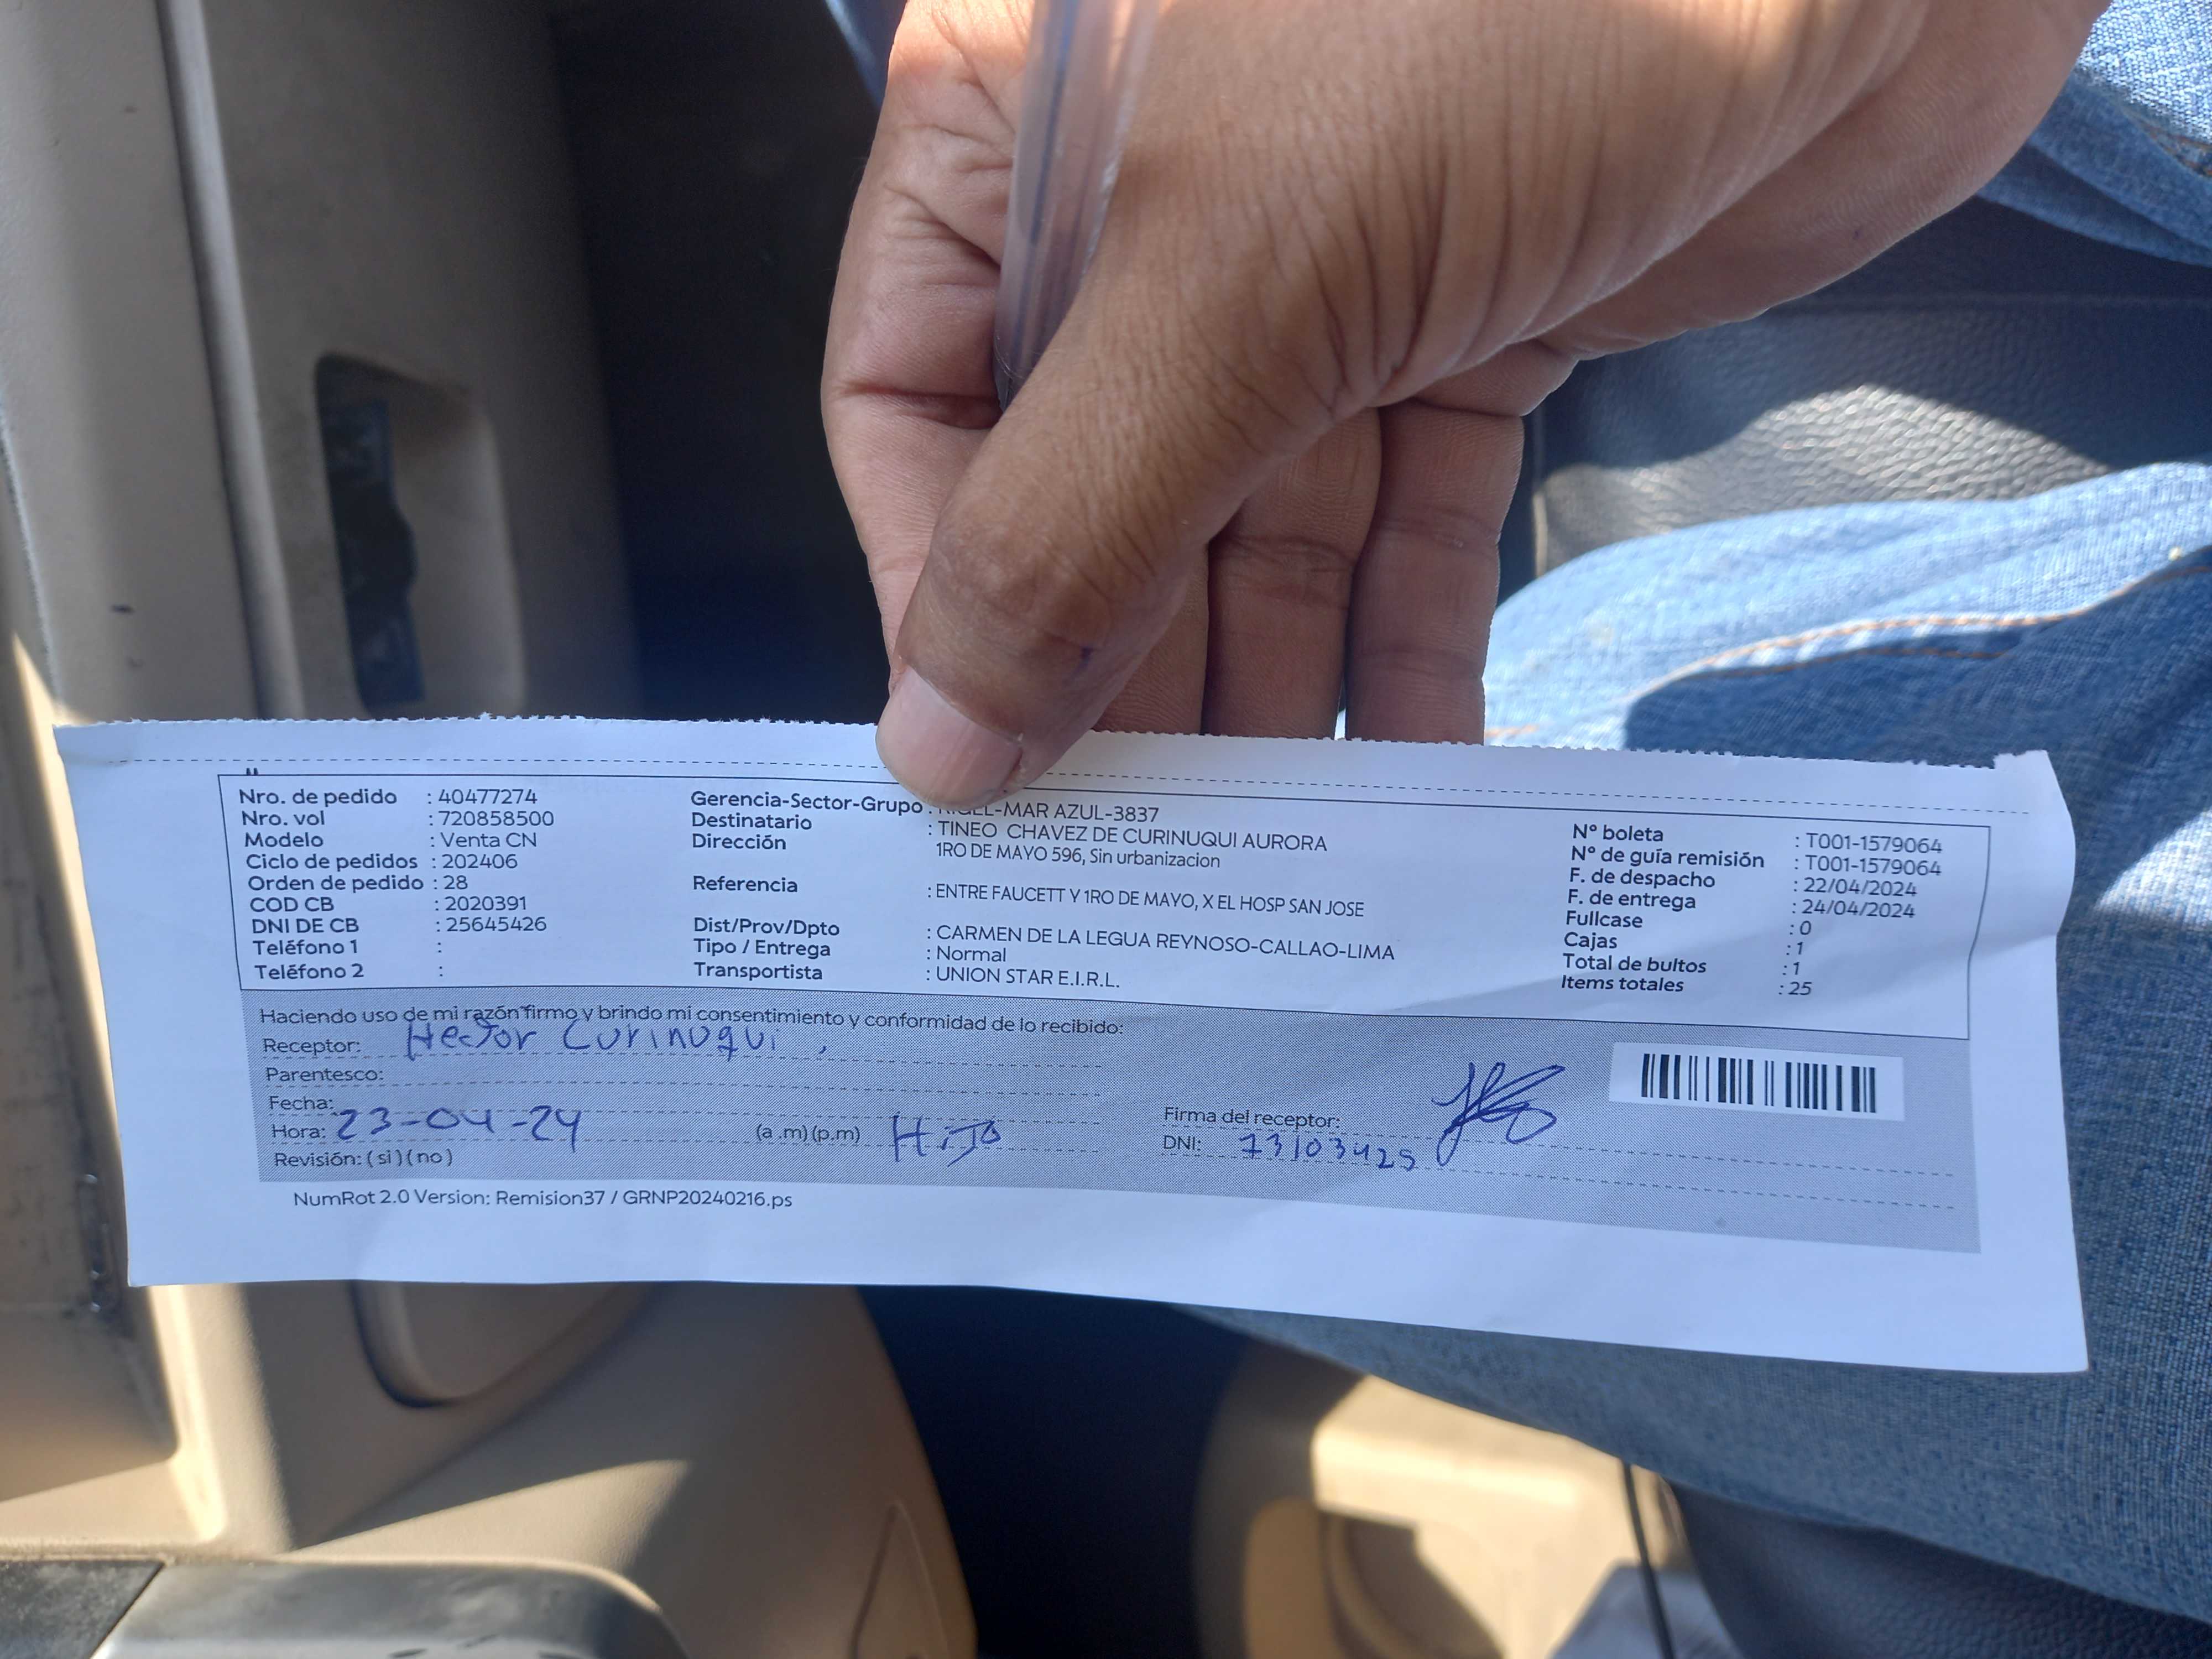 Nro. de pedido : 40477274
Nro. vol : 720858500
Modelo : Venta CN
Ciclo de pedidos : 202406
Orden de pedido : 28
COD CB : 2020391
DNI DE CB : 25645426
Teléfono 1 :
Teléfono 2 :
Gerencia-Sector-Grupo : MAR AZUL-3837
Destinatario : TINEO CHAVEZ DE CURINUQUI AURORA
Dirección 1RO DE MAYO 596, Sin urbanizacion
Referencia : ENTRE FAUCETT Y 1RO DE MAYO, X EL HOSP SAN JOSE
Dist/Prov/Dpto : CARMEN DE LA LEGUA REYNOSO-CALLAO-LIMA
Tipo / Entrega : Normal
Transportista : UNION STAR E.I.R.L.
N° boleta : T001-1579064
N° de guía remisión : T001-1579064
F. de despacho : 22/04/2024
F. de entrega : 24/04/2024
Fullcase : 0
Cajas : 1
Total de bultos : 1
Items totales : 25
Haciendo uso de mi razón firmo y brindo mi consentimiento y conformidad de lo recibido:
Receptor: Hector Curinuqui
Parentesco:
Fecha:
Hora: 23-04-24 (a .m)(p.m) Hijo
Revisión: ( si )( no )
Firma del receptor:
DNI: 73103425
NumRot 2.0 Version: Remision37 / GRNP20240216.ps